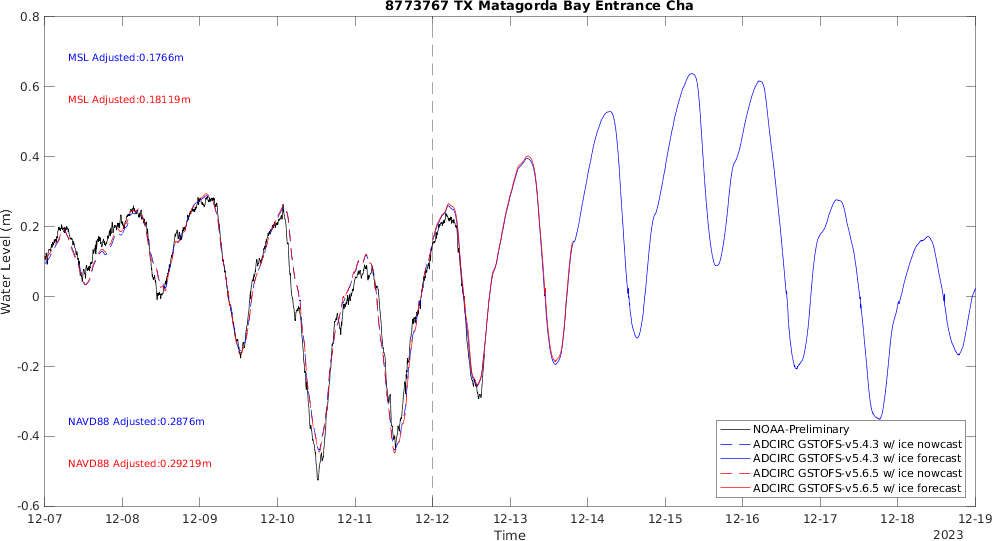 8773767 TX Matagorda Bay Entrance Cha
MSL Adjusted:0.1766m
MSL Adjusted:0.18119m
NAVD88 Adjusted:0.2876m
NAVD88 Adjusted:0.29219m
Water Level (m)
0.8
0.6
0.4
0.2
0
-0.2
-0.4
-0.6
NOAA-Preliminary
ADCIRC GSTOFS-v5.4.3 w/ ice nowcast
ADCIRC GSTOFS-v5.4.3 w/ ice forecast
ADCIRC GSTOFS-v5.6.5 w/ ice nowcast
ADCIRC GSTOFS-v5.6.5 w/ ice forecast
12-07 12-08 12-09 12-10 12-11 12-12 12-13 12-14 12-15 12-16 12-17 12-18 12-19
Time
2023